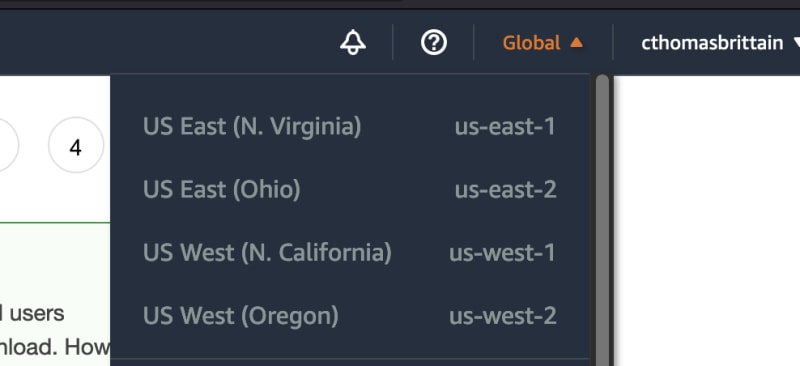 Global cthomasbrittain
US East (N. Virginia) us-east-1
4
US East (Ohio) us-east-2
US West (N. California) us-west-1
US West (Oregon) us-west-2
users
nload. How